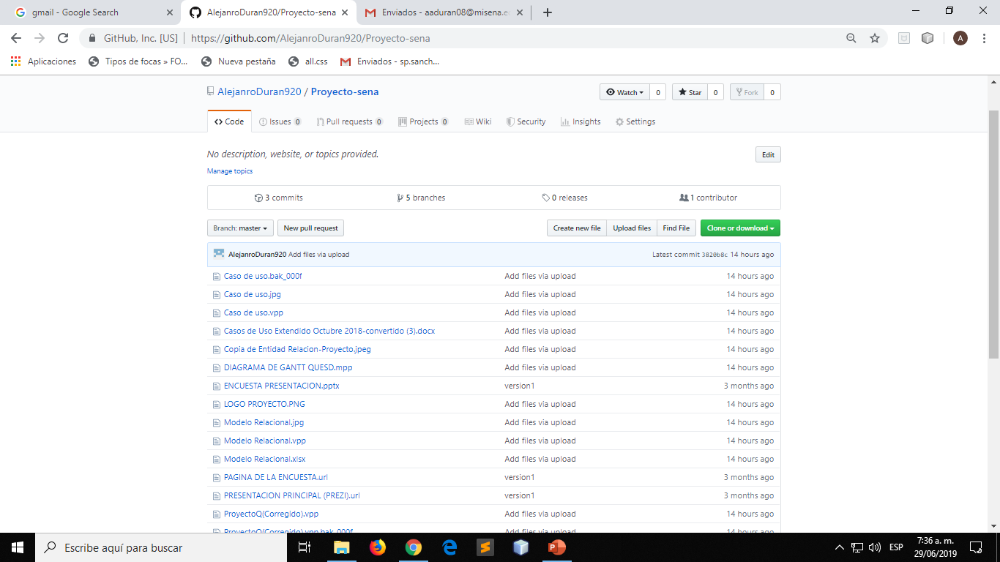 gmail - Google Search
AlejanroDuran920/Proyecto-sena
Enviados - aaduran08@misena.e
GitHub, Inc. [US] https://github.com/AlejanroDuran920/Proyecto-sena
A
Aplicaciones Tipos de focas » FO... Nueva pestaña all.css Enviados - sp.sanch...
AlejanroDuran920 / Proyecto-sena
Watch 0 Star 0 Fork 0
Code Issues 0 Pull requests 0 Projects 0 Wiki Security Insights Settings
No description, website, or topics provided.
Edit
Manage topics
3 commits 5 branches 0 releases 1 contributor
Branch: master New pull request Create new file Upload files Find File Clone or download
AlejanroDuran920 Add files via upload Latest commit 3820b8c 14 hours ago
Caso de uso.bak_000f Add files via upload 14 hours ago
Caso de uso.jpg Add files via upload 14 hours ago
Caso de uso.vpp Add files via upload 14 hours ago
Casos de Uso Extendido Octubre 2018-convertido (3).docx Add files via upload 14 hours ago
Copia de Entidad Relacion-Proyecto.jpeg Add files via upload 14 hours ago
DIAGRAMA DE GANTT QUESD.mpp Add files via upload 14 hours ago
ENCUESTA PRESENTACION.pptx version1 3 months ago
LOGO PROYECTO.PNG Add files via upload 14 hours ago
Modelo Relacional.jpg Add files via upload 14 hours ago
Modelo Relacional.vpp Add files via upload 14 hours ago
Modelo Relacional.xlsx Add files via upload 14 hours ago
PAGINA DE LA ENCUESTA.url version1 3 months ago
PRESENTACION PRINCIPAL (PREZI).url version1 3 months ago
ProyectoQ(Corregido).vpp Add files via upload 14 hours ago
ProyectoQ(Corregido).vpp.bak_000f Add files via upload 14 hours ago
Escribe aquí para buscar
ESP
7:36 a. m.
29/06/2019